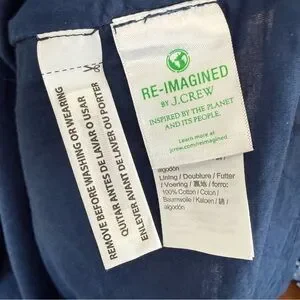 REMOVE BEFORE WASHING OR WEARING
QUITAR ANTES DE LAVAR O USAR
ENLEVER AVANT DE LAVER OU PORTER
RE-IMAGINED
BY J.CREW
INSPIRED BY THE PLANET
AND ITS PEOPLE.
Learn more at
jcrew.com/reimagined
algodón
Lining / Doublure / Futter
/ Voering / 裏地 / forro:
100% Cotton / Coton /
Baumwolle / Katoen / 綿 /
algodón